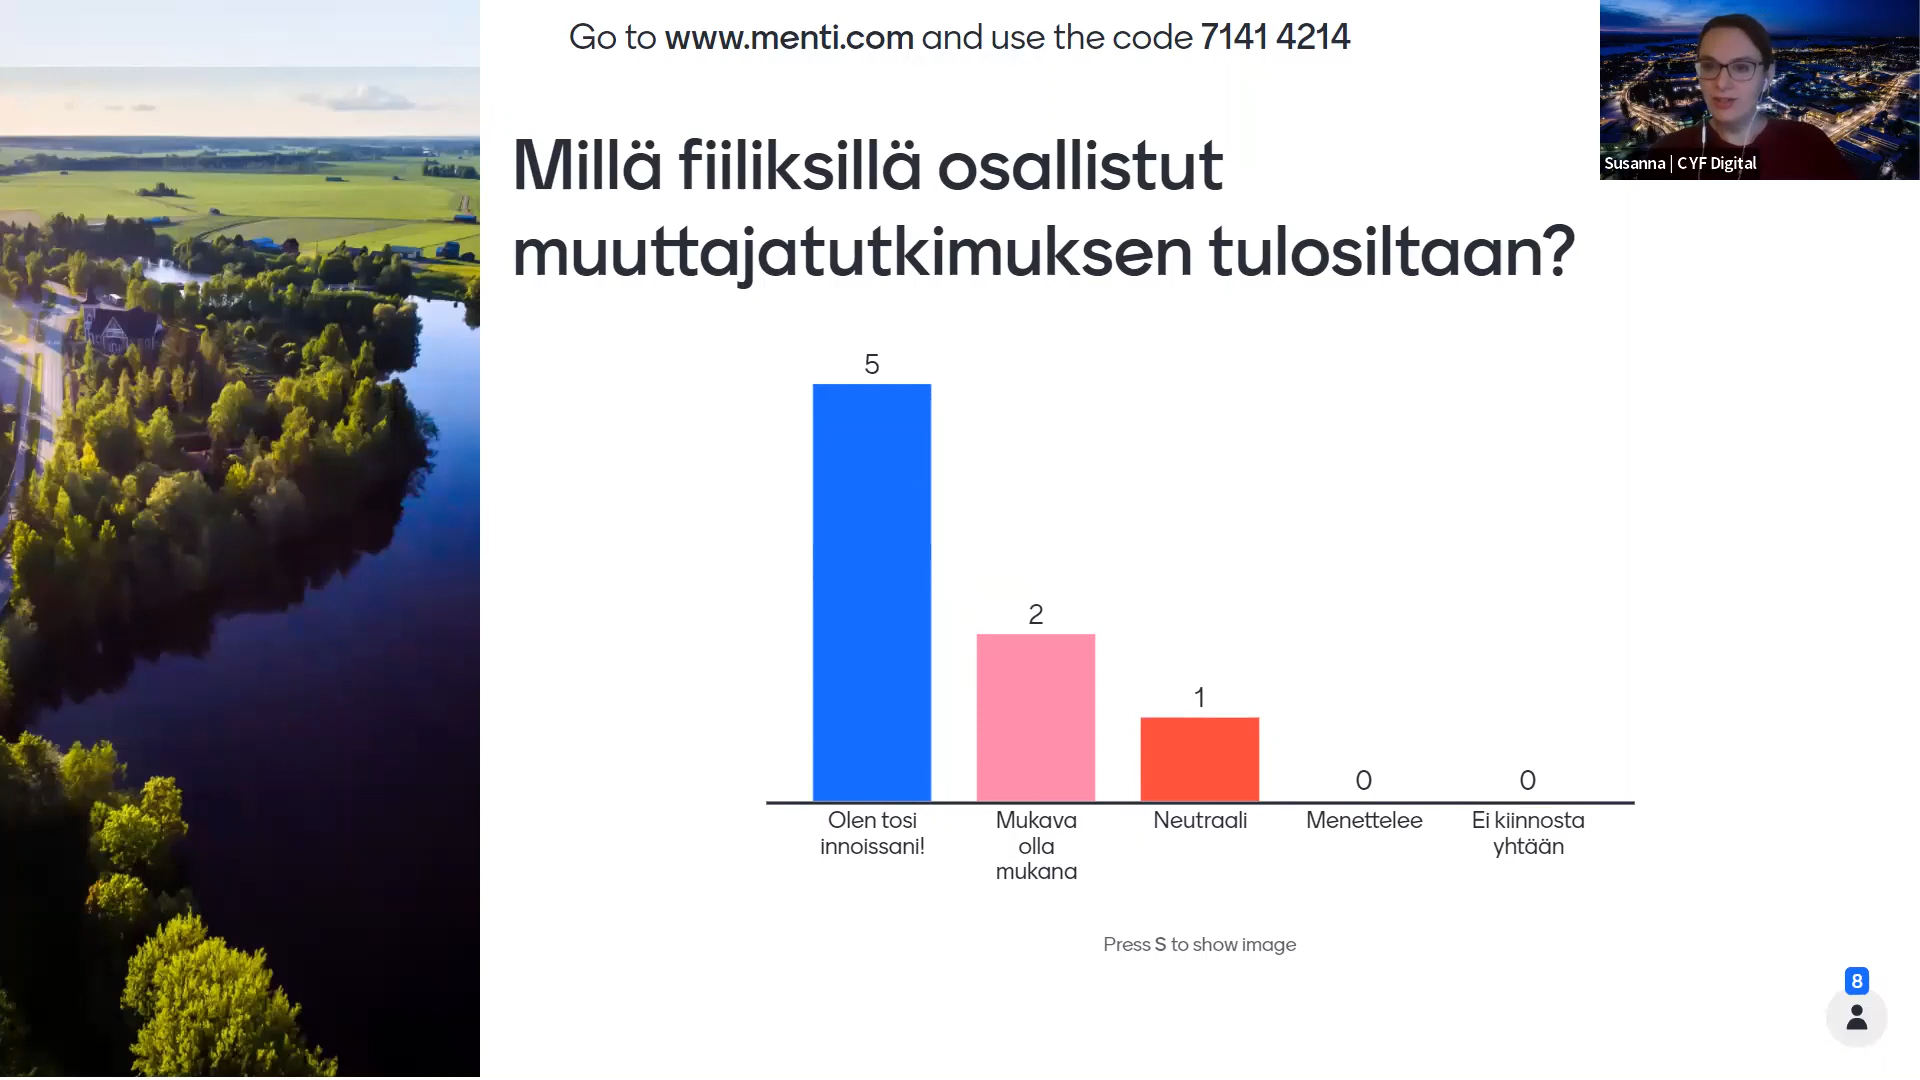 Go to www.menti.com and use the code 7141 4214
Susanna | CYF Digital
Millä fiiliksillä osallistut
muuttajatutkimuksen tulosiltaan?
5
2
1
0
0
Olen tosi
innoissani!
Mukava
olla
mukana
Neutraali
Menettelee
Ei kiinnosta
yhtään
Press S to show image
8